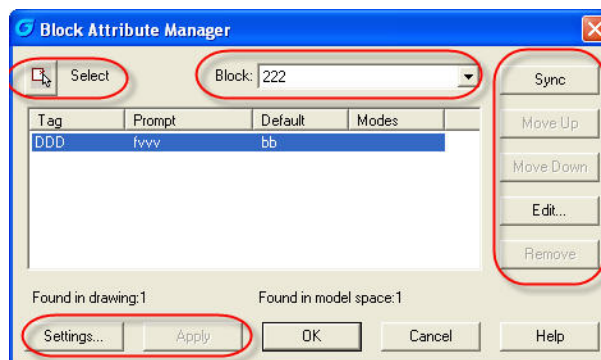 Block Attribute Manager
Select
Block: 222
Sync
Tag Prompt Default Modes
DDD fvvv bb
Move Up
Move Down
Edit...
Remove
Found in drawing:1 Found in model space:1
Settings... Apply OK Cancel Help